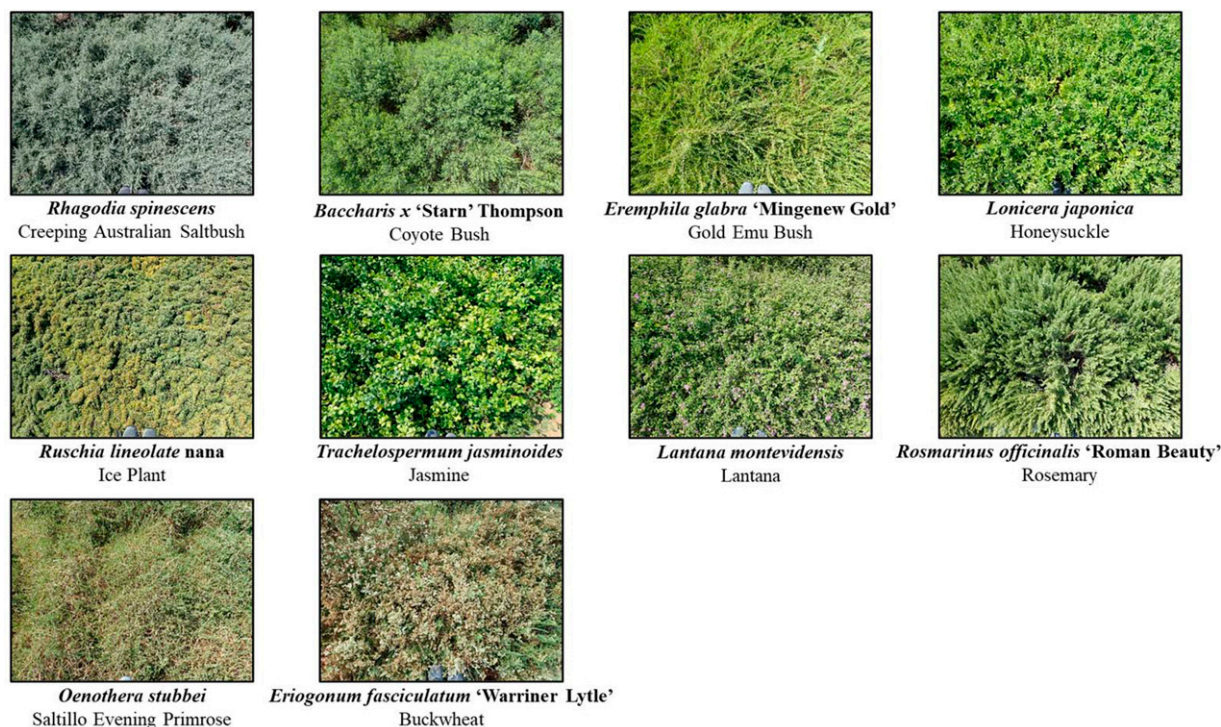 Rhagodia spinescens
Creeping Australian Saltbush
Baccharis x ‘Starn’ Thompson
Coyote Bush
Eremphila glabra ‘Mingenew Gold’
Gold Emu Bush
Lonicera japonica
Honeysuckle
Ruschia lineolate nana
Ice Plant
Trachelospermum jasminoides
Jasmine
Lantana montevidensis
Lantana
Rosmarinus officinalis ‘Roman Beauty’
Rosemary
Oenothera stubbei
Saltillo Evening Primrose
Eriogonum fasciculatum ‘Warriner Lytle’
Buckwheat